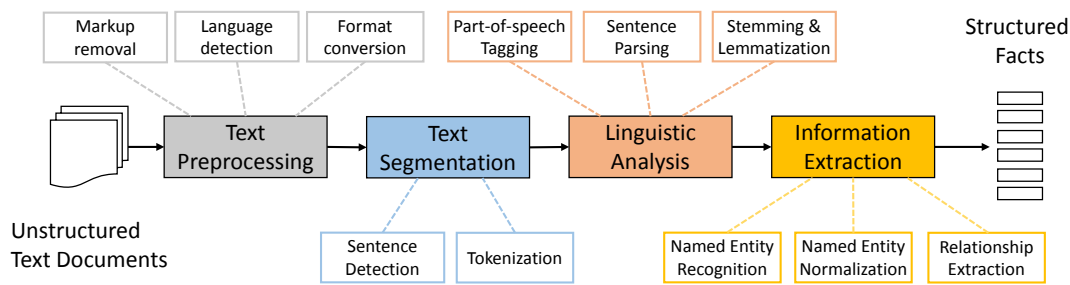 Markup
removal
Language
detection
Format
conversion
Part-of-speech
Tagging
Sentence
Parsing
Stemming &
Lemmatization
Structured
Facts
Text
Preprocessing
Text
Segmentation
Linguistic
Analysis
Information
Extraction
Unstructured
Text Documents
Sentence
Detection
Tokenization
Named Entity
Recognition
Named Entity
Normalization
Relationship
Extraction